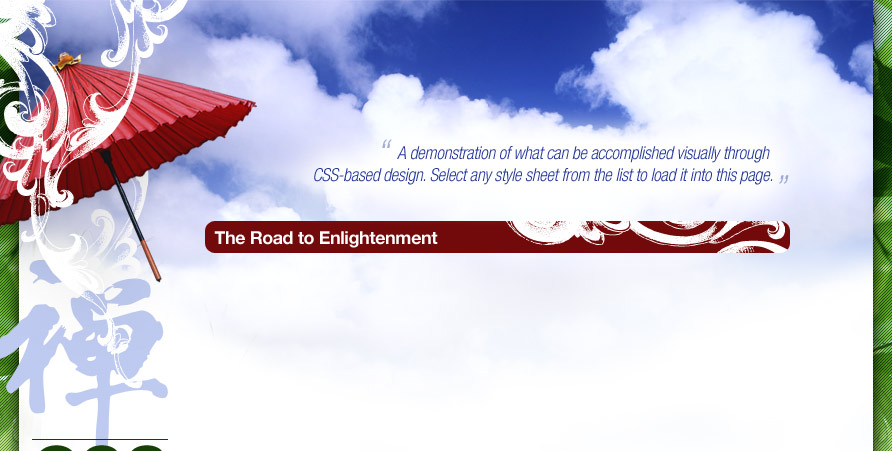 “ A demonstration of what can be accomplished visually through
CSS-based design. Select any style sheet from the list to load it into this page. ”
The Road to Enlightenment
禅